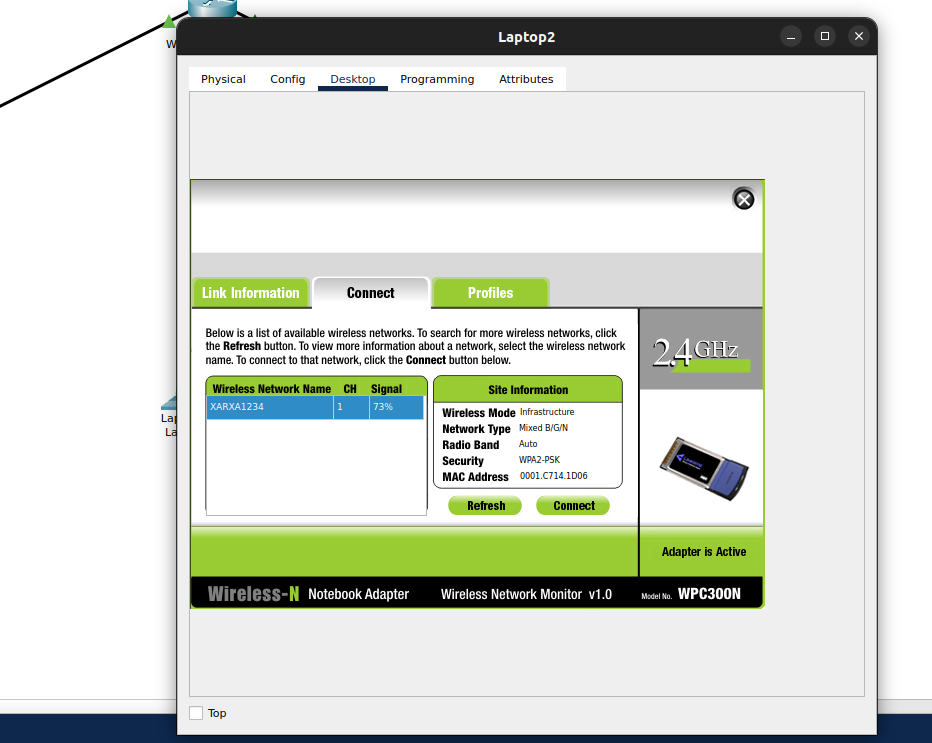 Laptop2
W
Physical Config Desktop Programming Attributes
Link Information Connect Profiles
Below is a list of available wireless networks. To search for more wireless networks, click
the Refresh button. To view more information about a network, select the wireless network
name. To connect to that network, click the Connect button below.
2.4GHz
Wireless Network Name CH Signal
XARXA1234 1 73%
Site Information
Wireless Mode Infrastructure
Network Type Mixed B/G/N
Radio Band Auto
Security WPA2-PSK
MAC Address 0001.C714.1D06
Refresh Connect
Lap
La
Adapter is Active
Wireless-N Notebook Adapter Wireless Network Monitor v1.0 Model No. WPC300N
Top